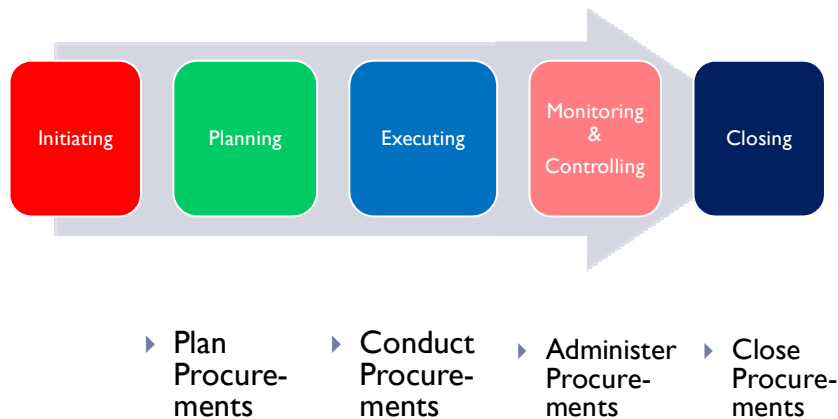 Initiating
Planning
Executing
Monitoring
&
Controlling
Closing
Plan
Procure-
ments
Conduct
Procure-
ments
Administer
Procure-
ments
Close
Procure-
ments